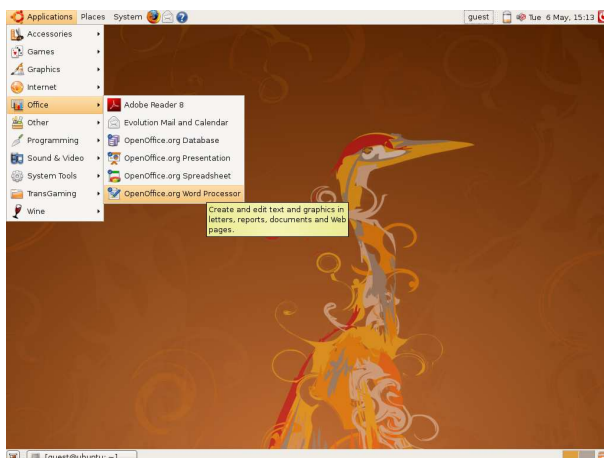 Applications Places System guest Tue 6 May, 15:13
Accessories
Games
Graphics
Internet
Office
Other
Programming
Sound & Video
System Tools
TransGaming
Wine
Adobe Reader 8
Evolution Mail and Calendar
OpenOffice.org Database
OpenOffice.org Presentation
OpenOffice.org Spreadsheet
OpenOffice.org Word Processor
Create and edit text and graphics in
letters, reports, documents and Web
pages.
[guest@ubuntu: ~]